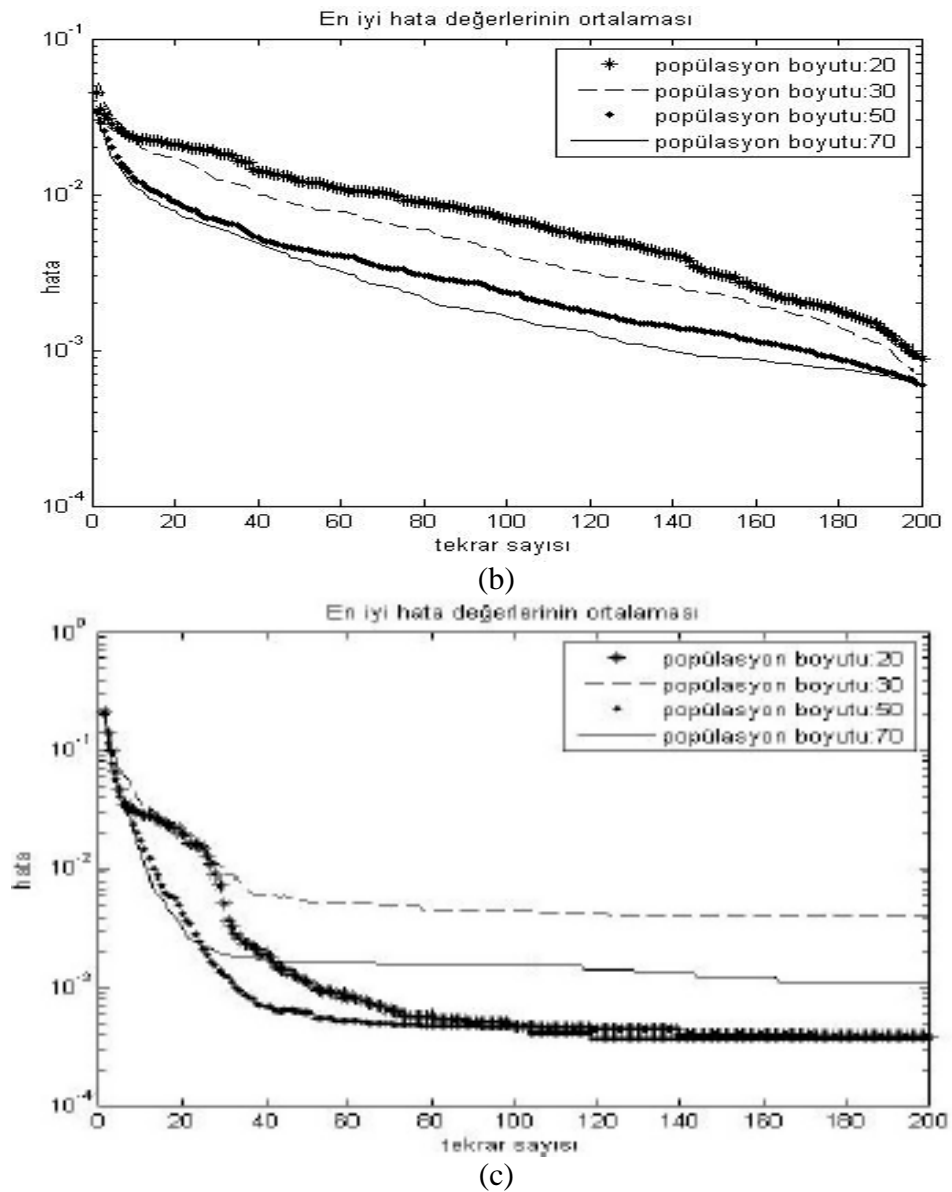 En iyi hata değerlerinin ortalaması
10^-1
popülasyon boyutu:20
popülasyon boyutu:30
popülasyon boyutu:50
popülasyon boyutu:70
10^-2
hata
10^-3
10^-4
0 20 40 60 80 100 120 140 160 180 200
tekrar sayısı
(b)
En iyi hata değerlerinin ortalaması
10^0
popülasyon boyutu:20
popülasyon boyutu:30
popülasyon boyutu:50
popülasyon boyutu:70
10^-1
10^-2
hata
10^-3
10^-4
0 20 40 60 80 100 120 140 160 180 200
tekrar sayısı
(c)